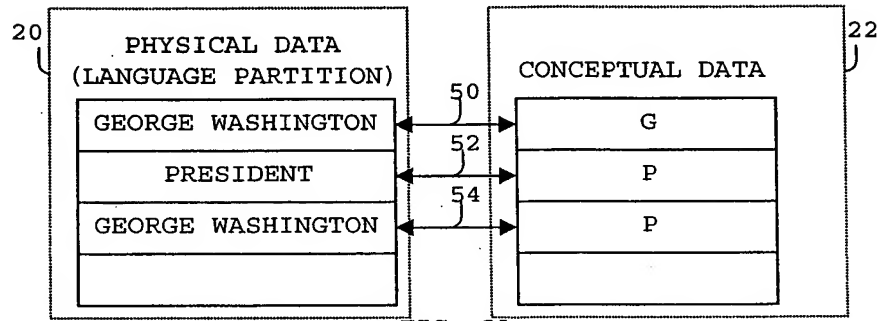 20
PHYSICAL DATA
(LANGUAGE PARTITION)
22
CONCEPTUAL DATA
GEORGE WASHINGTON
50
G
PRESIDENT
52
P
GEORGE WASHINGTON
54
P